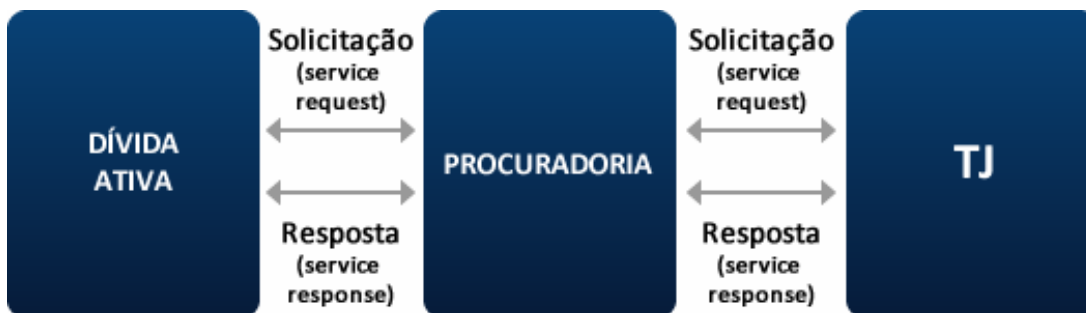 DÍVIDA
ATIVA
Solicitação
(service
request)
Resposta
(service
response)
PROCURADORIA
Solicitação
(service
request)
Resposta
(service
response)
TJ